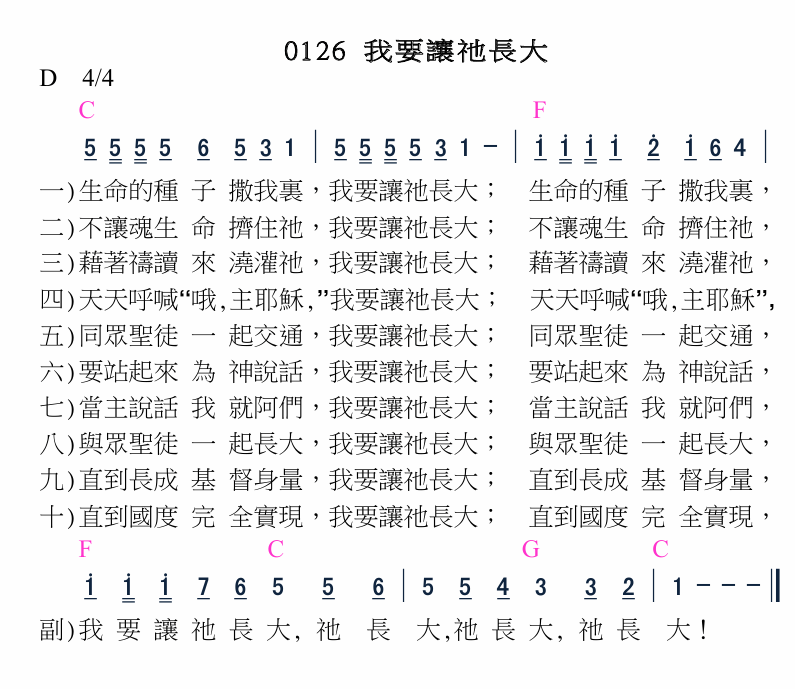 0126 我要讓祂長大
D 4/4
C F
5 5 5 5 6 5 3 1 | 5 5 5 5 3 1 － | i i i i 2̇ i 6 4 |
一)生命的種 子 撒我裏，我要讓祂長大； 生命的種 子 撒我裏，
二)不讓魂生 命 擠住祂，我要讓祂長大； 不讓魂生 命 擠住祂，
三)藉著禱讀 來 澆灌祂，我要讓祂長大； 藉著禱讀 來 澆灌祂，
四)天天呼喊“哦,主耶穌,”我要讓祂長大； 天天呼喊“哦,主耶穌”,
五)同眾聖徒 一 起交通，我要讓祂長大； 同眾聖徒 一 起交通，
六)要站起來 為 神說話，我要讓祂長大； 要站起來 為 神說話，
七)當主說話 我 就阿們，我要讓祂長大； 當主說話 我 就阿們，
八)與眾聖徒 一 起長大，我要讓祂長大； 與眾聖徒 一 起長大，
九)直到長成 基 督身量，我要讓祂長大； 直到長成 基 督身量，
十)直到國度 完 全實現，我要讓祂長大； 直到國度 完 全實現，
F C G C
i i i 7 6 5 5 6 | 5 5 4 3 3 2 | 1 － － － ‖
副)我 要 讓 祂 長 大, 祂 長 大,祂 長 大, 祂 長 大！